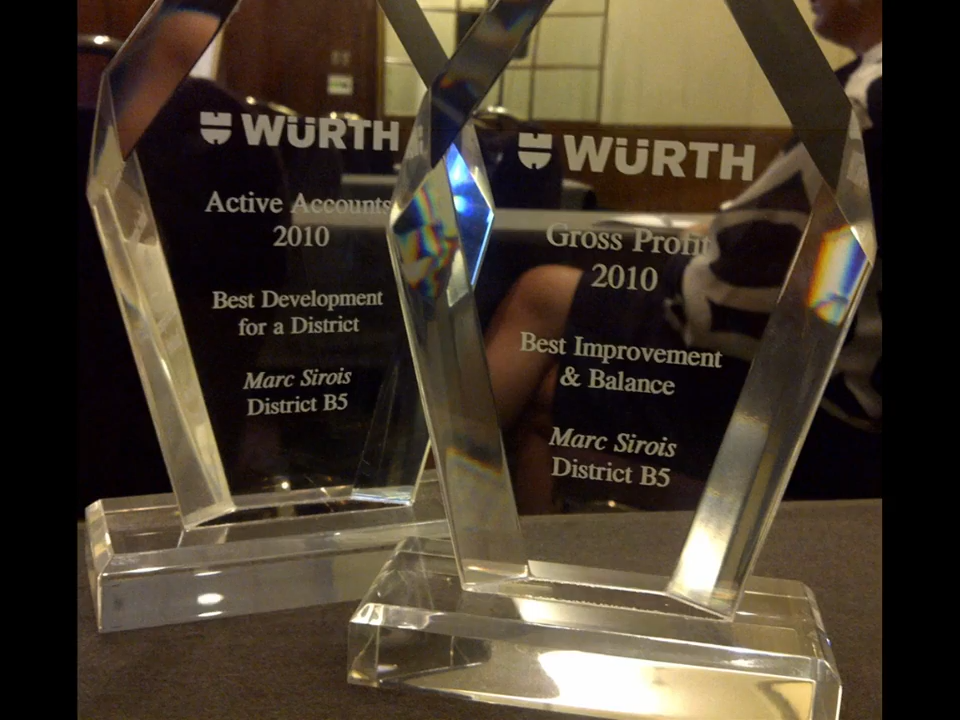 WÜRTH
Active Accounts
2010
Best Development
for a District
Marc Sirois
District B5
WÜRTH
Gross Profit
2010
Best Improvement
& Balance
Marc Sirois
District B5